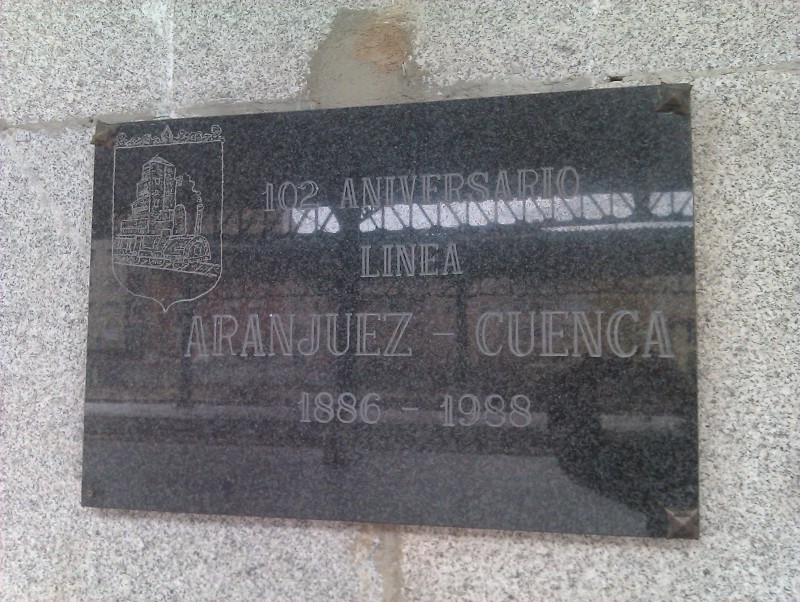 102 ANIVERSARIO
LINEA
ARANJUEZ - CUENCA
1886 - 1988